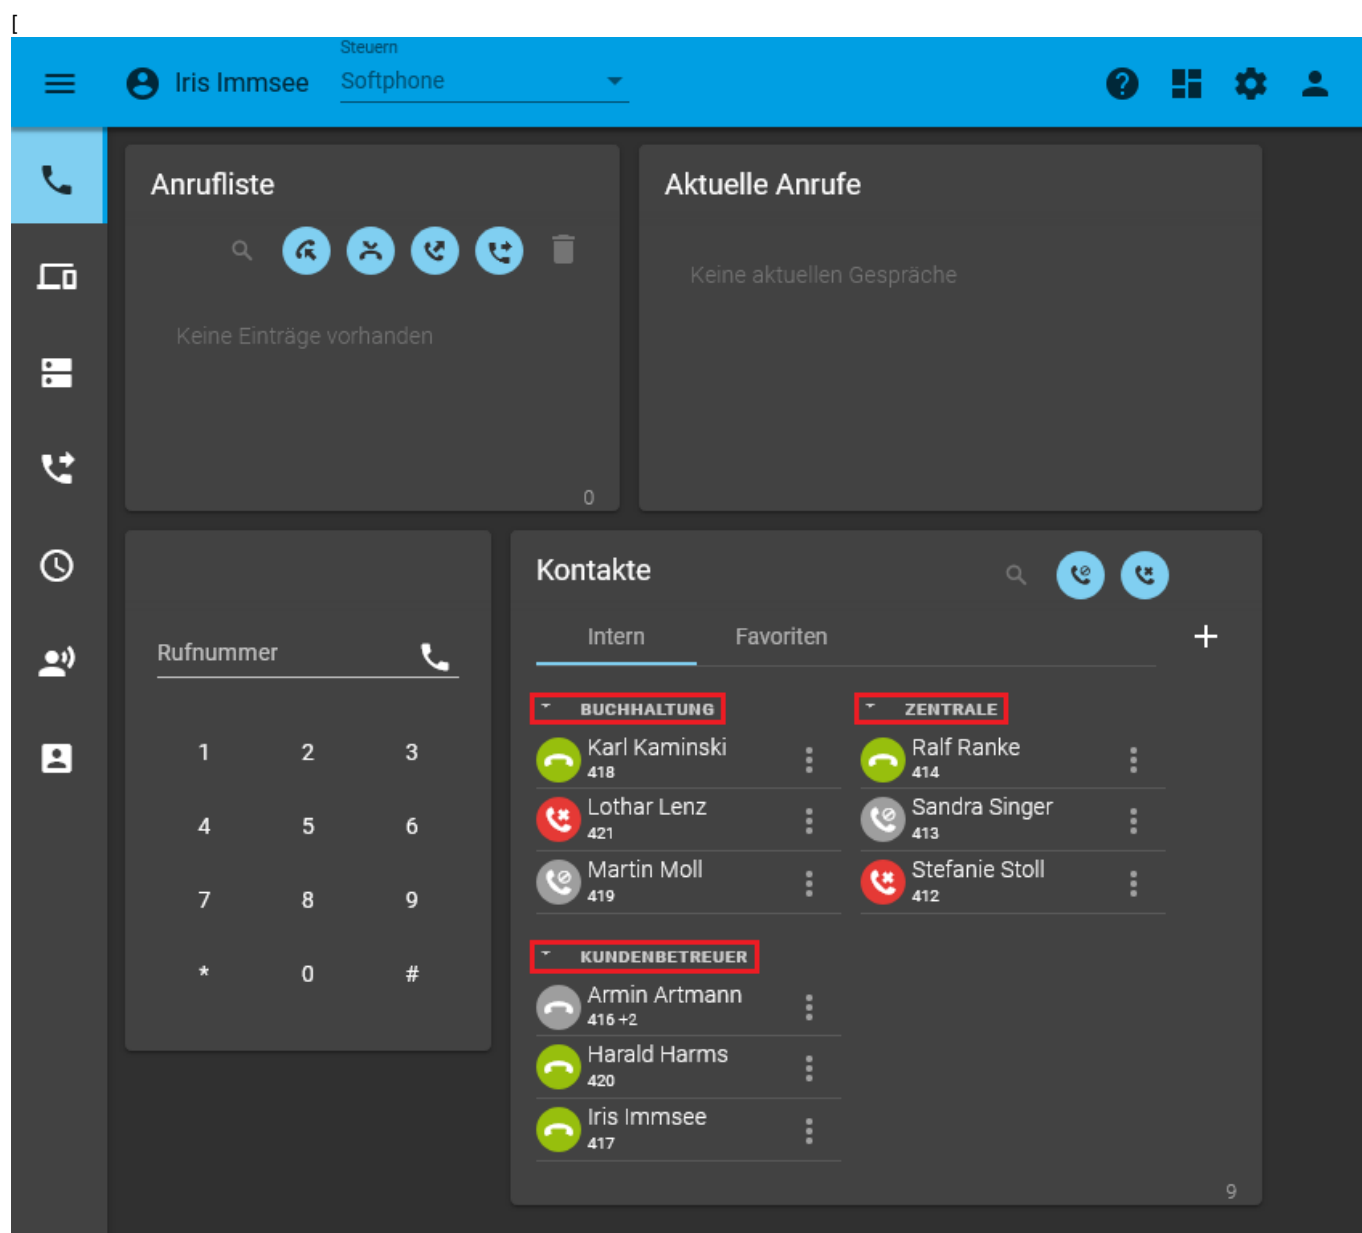 [
Steuern
Iris Immsee
Softphone
Anrufliste
Keine Einträge vorhanden
0
Aktuelle Anrufe
Keine aktuellen Gespräche
Rufnummer
1 2 3
4 5 6
7 8 9
* 0 #
Kontakte
Intern Favoriten
BUCHHALTUNG
Karl Kaminski
418
Lothar Lenz
421
Martin Moll
419
ZENTRALE
Ralf Ranke
414
Sandra Singer
413
Stefanie Stoll
412
KUNDENBETREUER
Armin Artmann
416 +2
Harald Harms
420
Iris Immsee
417
9